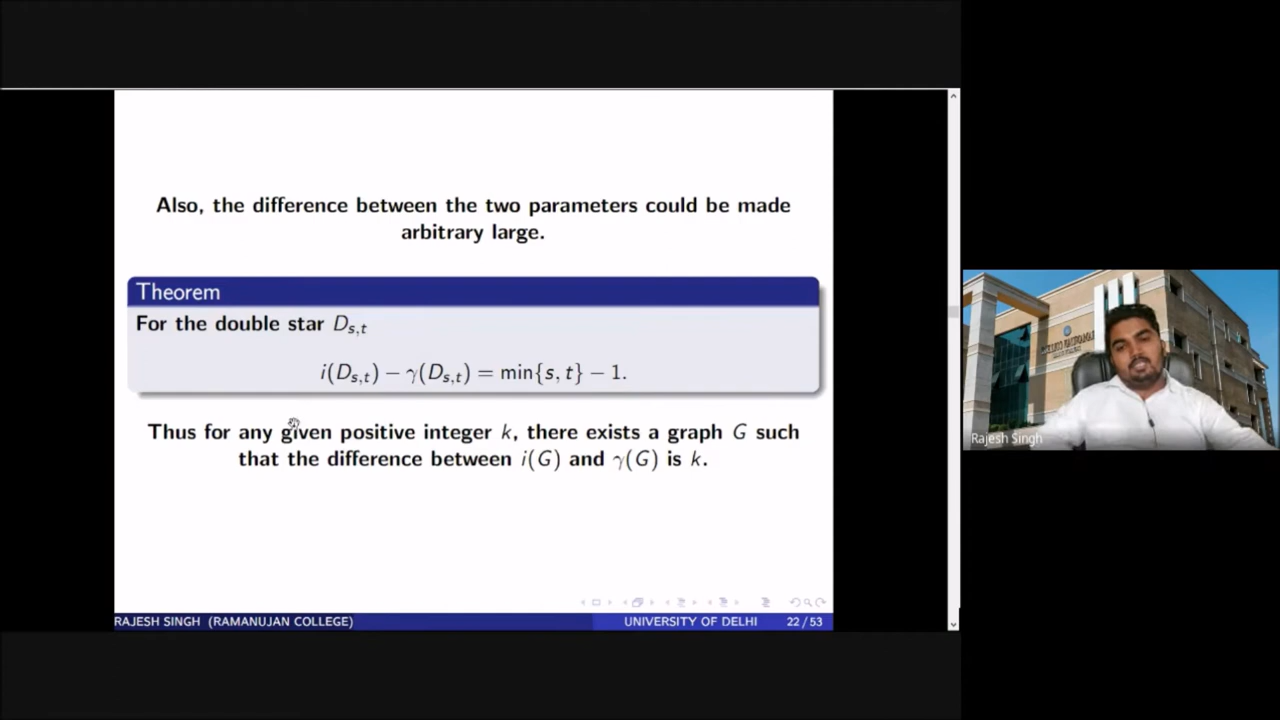 Also, the difference between the two parameters could be made
arbitrary large.
Theorem
For the double star D_{s,t}
i(D_{s,t}) − γ(D_{s,t}) = min{s, t} − 1.
Thus for any given positive integer k, there exists a graph G such
that the difference between i(G) and γ(G) is k.
RAJESH SINGH (RAMANUJAN COLLEGE) UNIVERSITY OF DELHI 22 / 53
Rajesh Singh